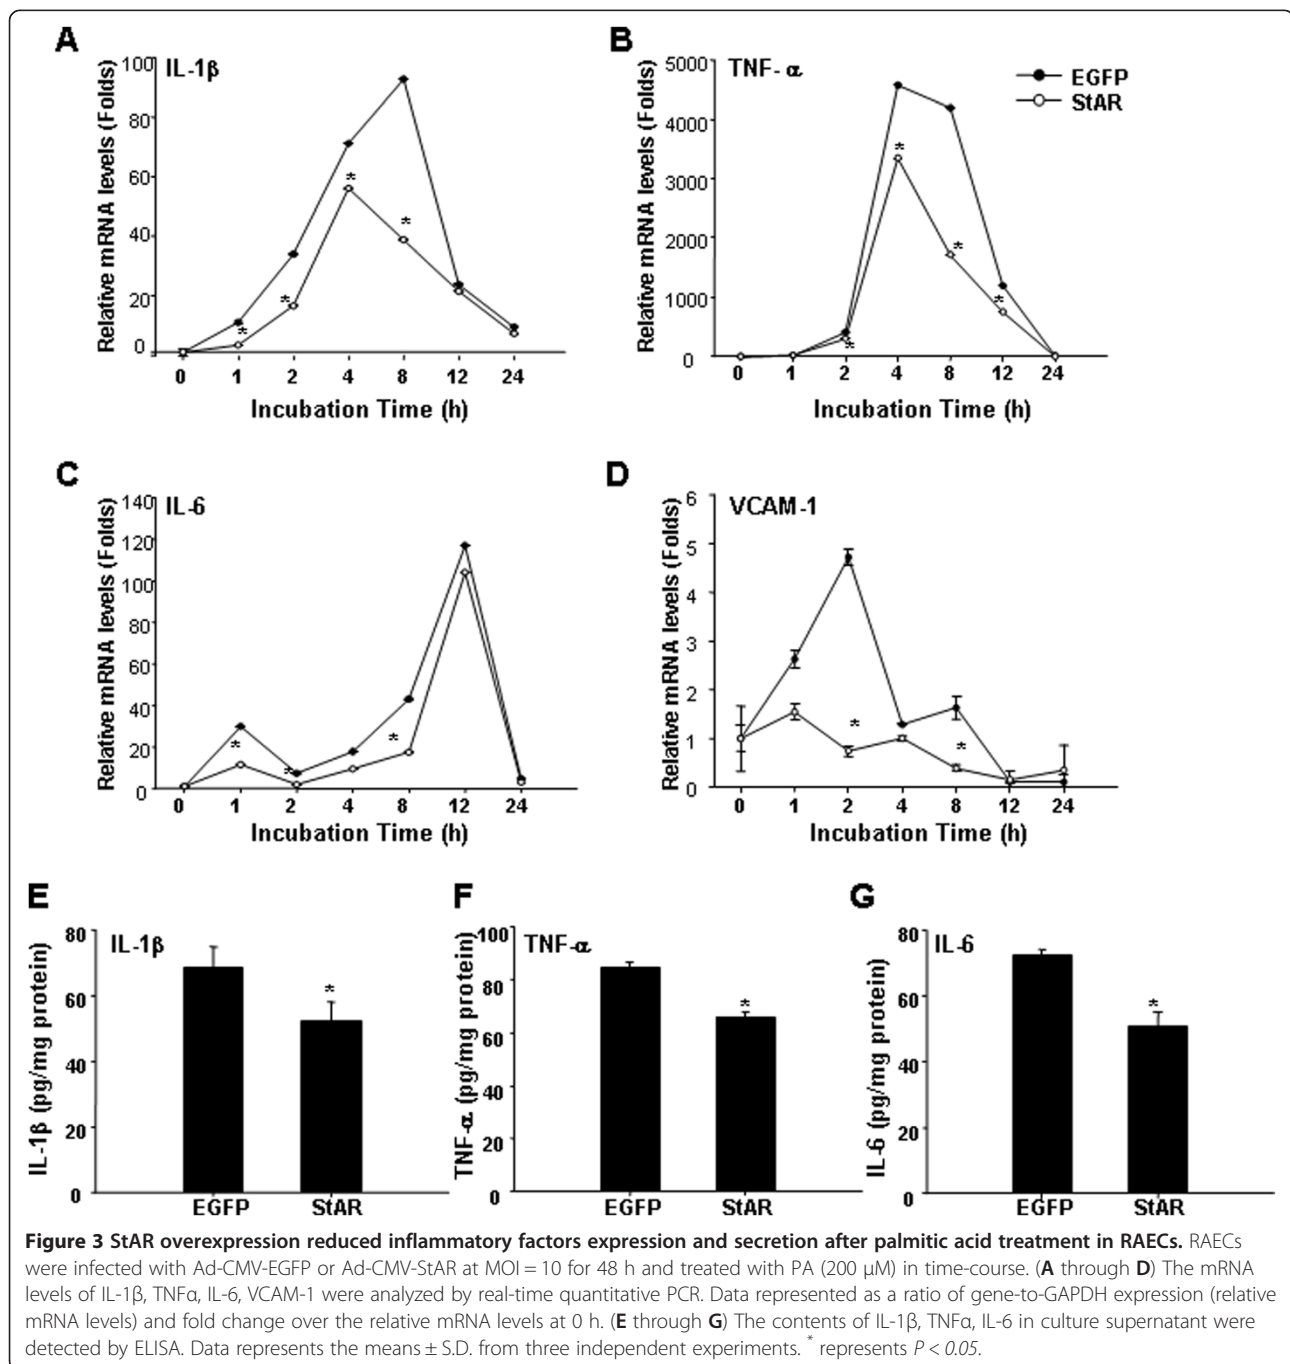 A
IL-1β
Relative mRNA levels (Folds)
100
80
60
40
20
0
0 1 2 4 8 12 24
Incubation Time (h)
* * * *
B
TNF- α
EGFP
StAR
Relative mRNA levels (Folds)
5000
4000
3000
2000
1000
0
0 1 2 4 8 12 24
Incubation Time (h)
* * * *
C
IL-6
Relative mRNA levels (Folds)
140
120
100
80
60
40
20
0
0 1 2 4 8 12 24
Incubation Time (h)
* * *
D
VCAM-1
Relative mRNA levels (Folds)
6
5
4
3
2
1
0
0 1 2 4 8 12 24
Incubation Time (h)
* *
E
IL-1β
IL-1β (pg/mg protein)
80
60
40
20
0
*
EGFP StAR
F
TNF-α
TNF-α (pg/mg protein)
100
80
60
40
20
0
*
EGFP StAR
G
IL-6
IL-6 (pg/mg protein)
80
60
40
20
0
*
EGFP StAR
Figure 3 StAR overexpression reduced inflammatory factors expression and secretion after palmitic acid treatment in RAECs. RAECs
were infected with Ad-CMV-EGFP or Ad-CMV-StAR at MOI = 10 for 48 h and treated with PA (200 μM) in time-course. (A through D) The mRNA
levels of IL-1β, TNFα, IL-6, VCAM-1 were analyzed by real-time quantitative PCR. Data represented as a ratio of gene-to-GAPDH expression (relative
mRNA levels) and fold change over the relative mRNA levels at 0 h. (E through G) The contents of IL-1β, TNFα, IL-6 in culture supernatant were
detected by ELISA. Data represents the means ± S.D. from three independent experiments. * represents P < 0.05.